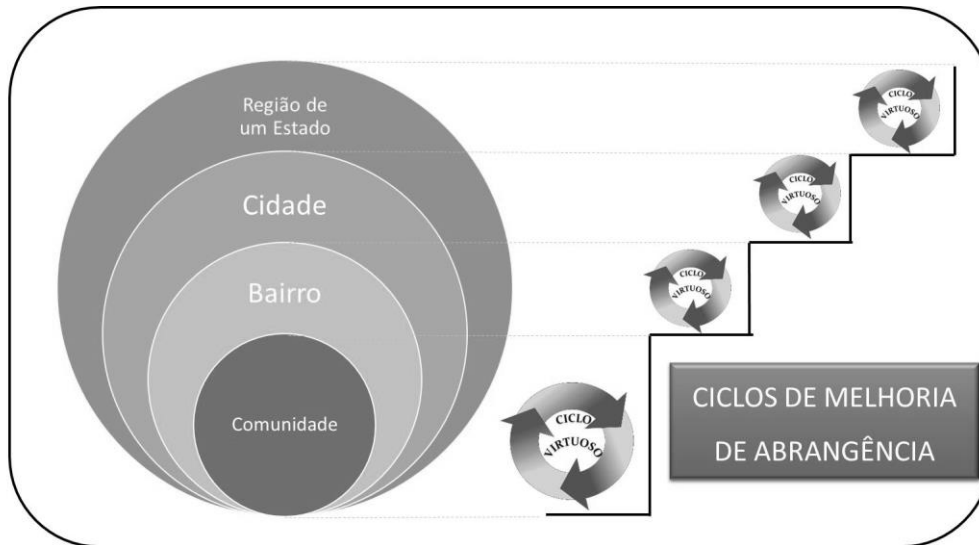 Região de
um Estado
Cidade
Bairro
Comunidade
CICLO
VIRTUOSO
CICLO
VIRTUOSO
CICLO
VIRTUOSO
CICLO
VIRTUOSO
CICLOS DE MELHORIA
DE ABRANGÊNCIA